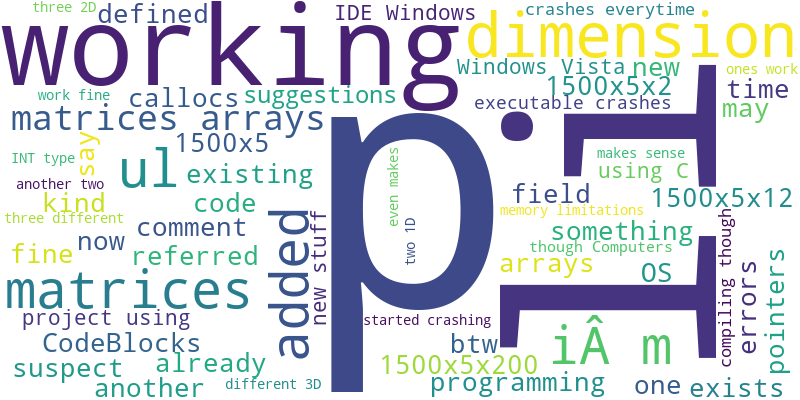 three 2D
defined
IDE Windows
crashes everytime
working
dimension
Windows Vista
new
ones work
work fine
callocs
suggestions
1500x5x2
time
executable crashes
may
matrices arrays
p
.
I
say
1500x5
makes sense
INT type
ul
existing
even makes
using C
another two
kind
code
field
1500x5x12
three different
added
new stuff
two 1D
memory limitations
comment
something
now
though Computers
fine
referred
arrays
OS
I
compiling though
errors
pointers
matrices
project using
started crashing
CodeBlocks
btw
iÂ m
suspect
already
1500x5x200
another
different 3D
programming
one
exists